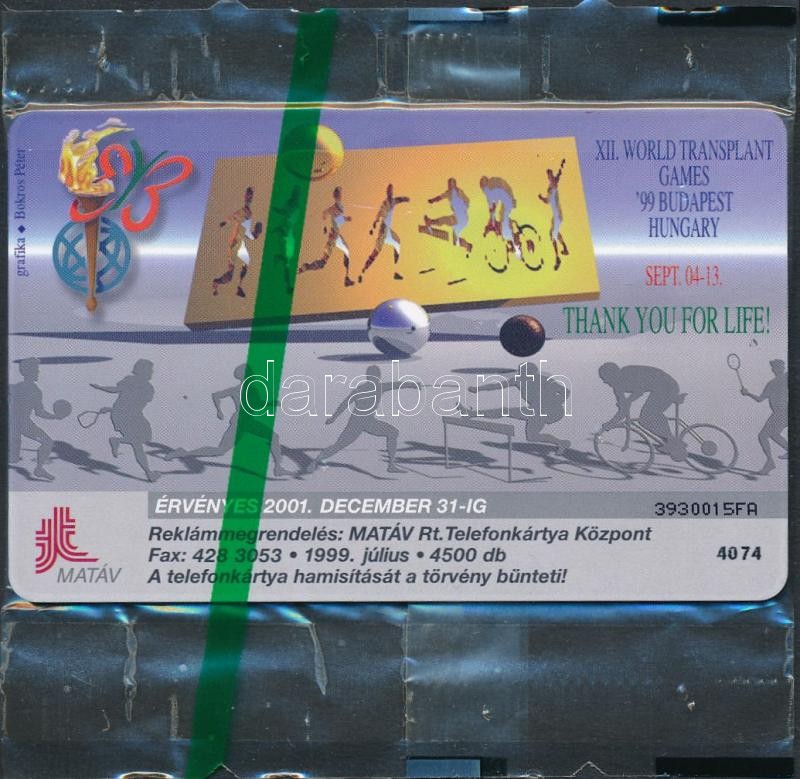 grafika ◆ Bokros Péter
XII. WORLD TRANSPLANT
GAMES
'99 BUDAPEST
HUNGARY
SEPT. 04-13.
THANK YOU FOR LIFE!
darabanth
ÉRVÉNYES 2001. DECEMBER 31-IG
3930015FA
Reklámmegrendelés: MATÁV Rt.Telefonkártya Központ
Fax: 428 3053 • 1999. július • 4500 db
4074
MATÁV
A telefonkártya hamisítását a törvény bünteti!